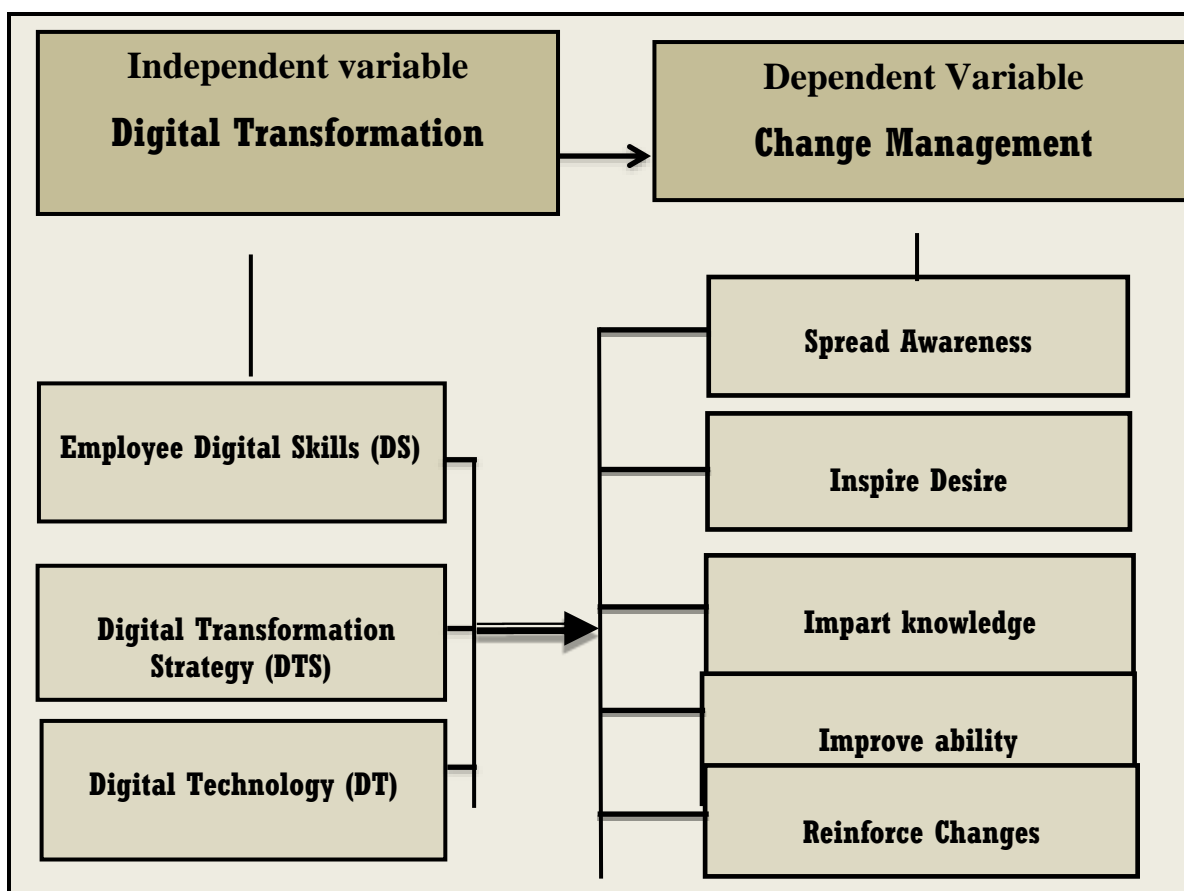 Independent variable
Digital Transformation
Dependent Variable
Change Management
Employee Digital Skills (DS)
Digital Transformation
Strategy (DTS)
Digital Technology (DT)
Spread Awareness
Inspire Desire
Impart knowledge
Improve ability
Reinforce Changes